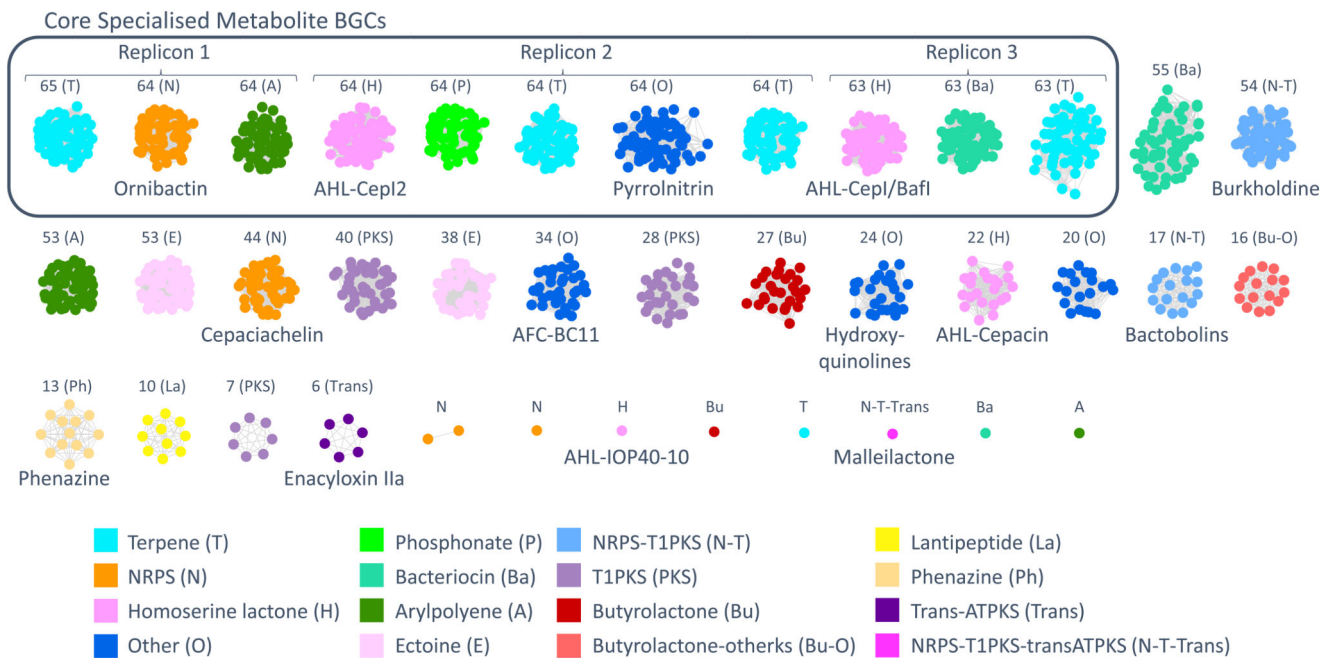 Core Specialised Metabolite BGCs
Replicon 1 Replicon 2 Replicon 3
65 (T) 64 (N) 64 (A) 64 (H) 64 (P) 64 (T) 64 (O) 64 (T) 63 (H) 63 (Ba) 63 (T) 55 (Ba) 54 (N-T)
Ornibactin AHL-CepI2 Pyrrolnitrin AHL-CepI/BafI Burkholdine
53 (A) 53 (E) 44 (N) 40 (PKS) 38 (E) 34 (O) 28 (PKS) 27 (Bu) 24 (O) 22 (H) 20 (O) 17 (N-T) 16 (Bu-O)
Cepaciachelin AFC-BC11 Hydroxy- AHL-Cepacin Bactobolins
quinolines
13 (Ph) 10 (La) 7 (PKS) 6 (Trans) N N H Bu T N-T-Trans Ba A
Phenazine Enacyloxin IIa AHL-IOP40-10 Malleilactone
Terpene (T) Phosphonate (P) NRPS-T1PKS (N-T) Lantipeptide (La)
NRPS (N) Bacteriocin (Ba) T1PKS (PKS) Phenazine (Ph)
Homoserine lactone (H) Arylpolyene (A) Butyrolactone (Bu) Trans-ATPKS (Trans)
Other (O) Ectoine (E) Butyrolactone-otherks (Bu-O) NRPS-T1PKS-transATPKS (N-T-Trans)